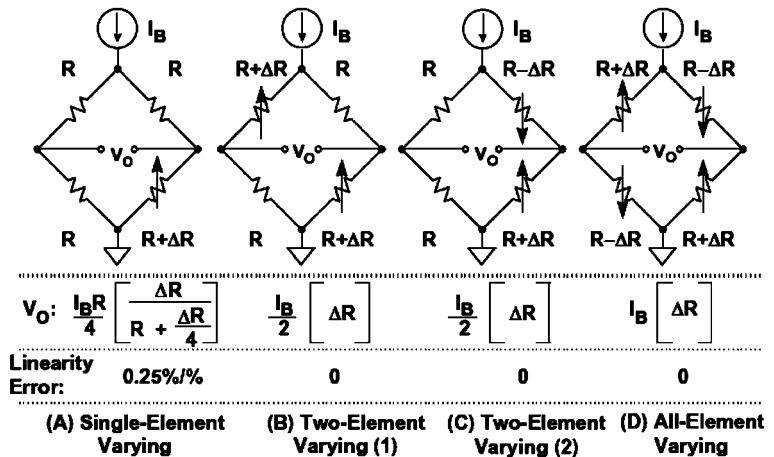 I_B I_B I_B I_B
R R R+ΔR R R R−ΔR R+ΔR R−ΔR
V_O V_O V_O V_O
R R+ΔR R R+ΔR R R+ΔR R−ΔR R+ΔR
V_O: I_BR/4 [ΔR/(R + ΔR/4)] I_B/2 [ΔR] I_B/2 [ΔR] I_B [ΔR]
Linearity
Error: 0.25%/% 0 0 0
(A) Single-Element (B) Two-Element (C) Two-Element (D) All-Element
Varying Varying (1) Varying (2) Varying